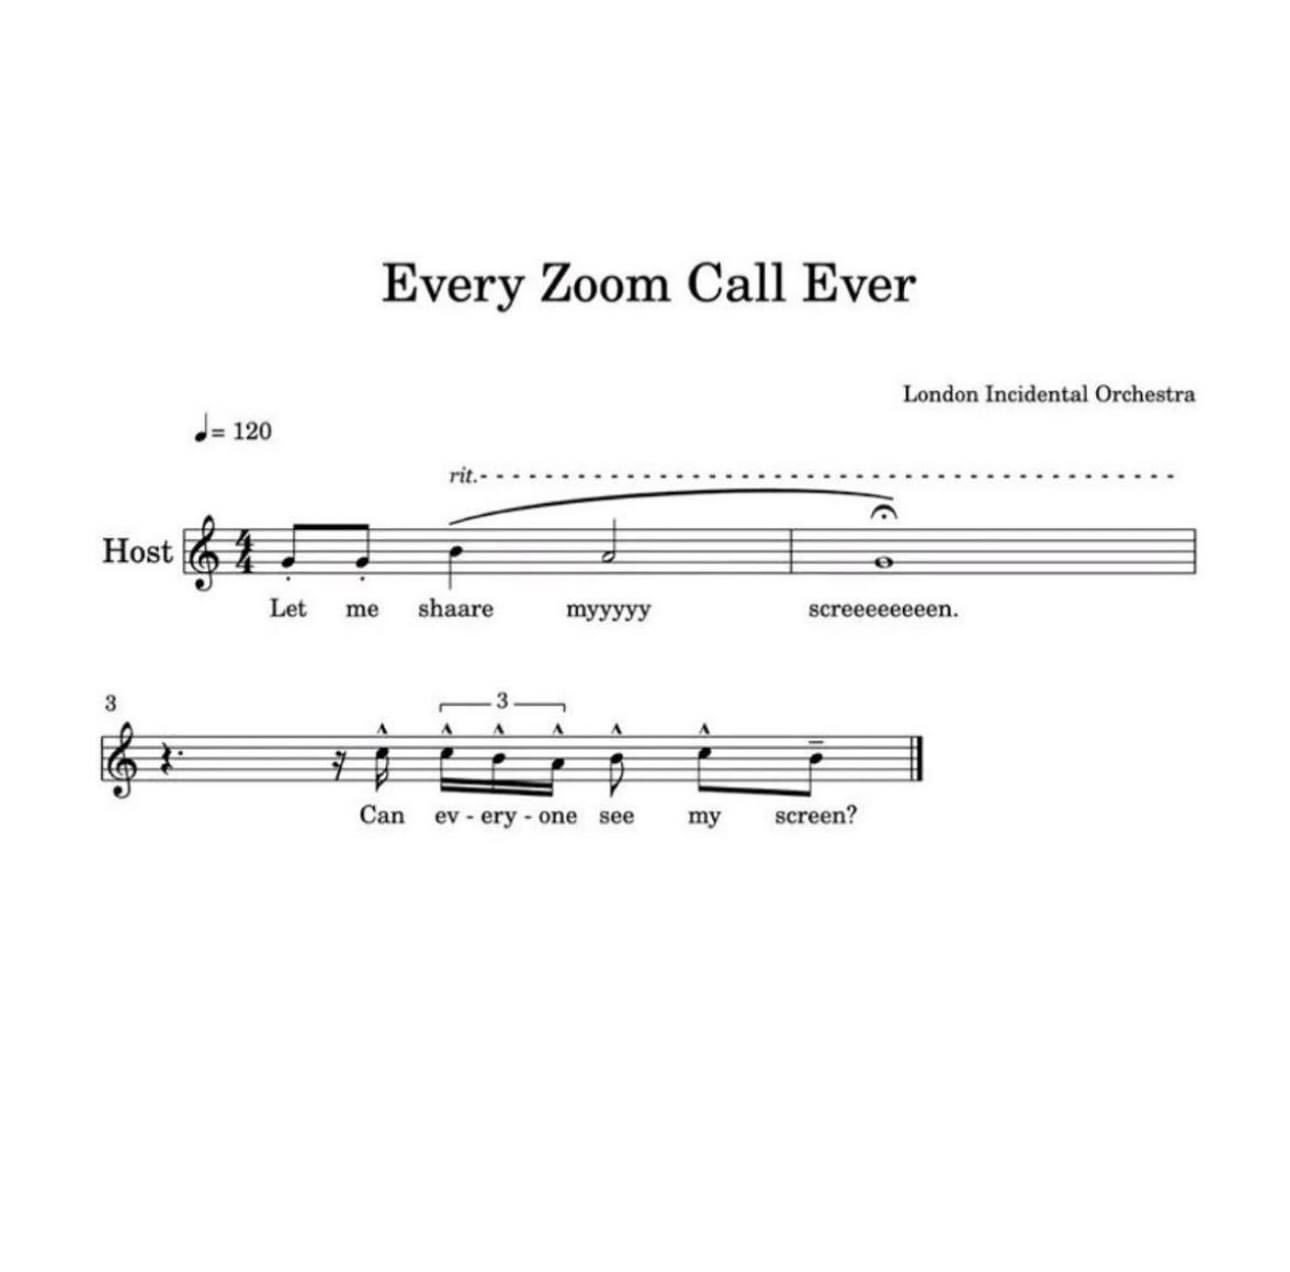 Every Zoom Call Ever
London Incidental Orchestra
♩= 120
rit.
Host
4
4
Let me shaare myyyyy screeeeeeeen.
3
3
Can ev - ery - one see my screen?